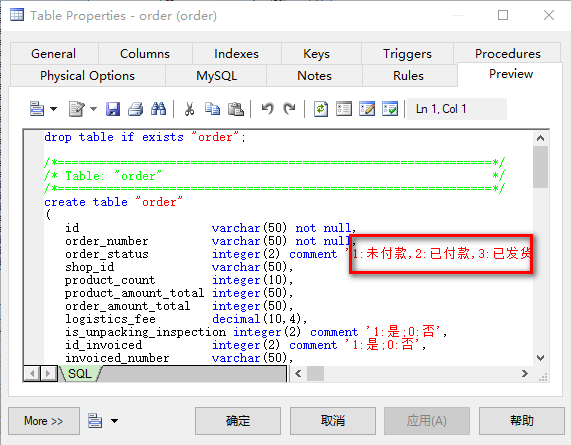 Table Properties - order (order)
General Columns Indexes Keys Triggers Procedures
Physical Options MySQL Notes Rules Preview
Ln 1, Col 1
drop table if exists "order";
/*==============================================================*/
/* Table: "order" */
/*==============================================================*/
create table "order"
(
id varchar(50) not null,
order_number varchar(50) not null,
order_status integer(2) comment '1:未付款,2:已付款,3:已发货
shop_id varchar(50),
product_count integer(10),
product_amount_total integer(50),
order_amount_total integer(50),
logistics_fee decimal(10,4),
is_unpacking_inspection integer(2) comment '1:是;0:否',
id_invoiced integer(2) comment '1:是;0:否',
invoiced_number varchar(50),
SQL
More >> 确定 取消 应用(A) 帮助